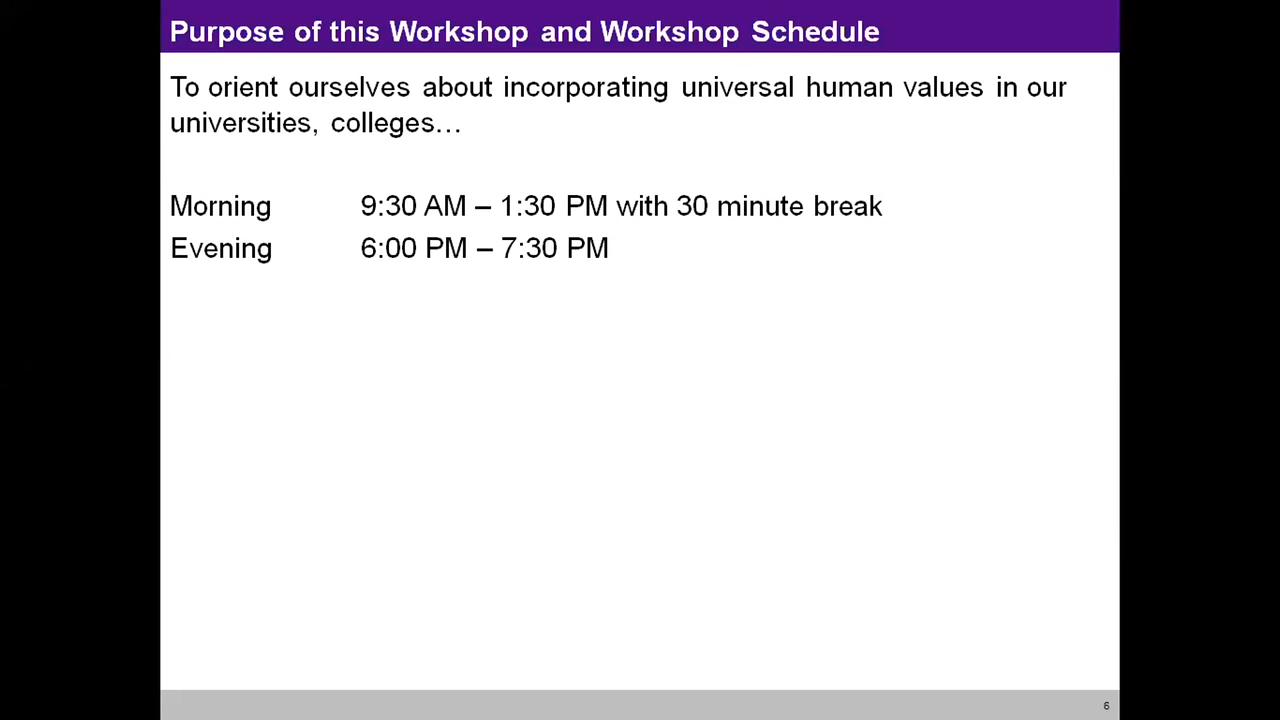 Purpose of this Workshop and Workshop Schedule
To orient ourselves about incorporating universal human values in our
universities, colleges…
Morning 9:30 AM – 1:30 PM with 30 minute break
Evening 6:00 PM – 7:30 PM
6